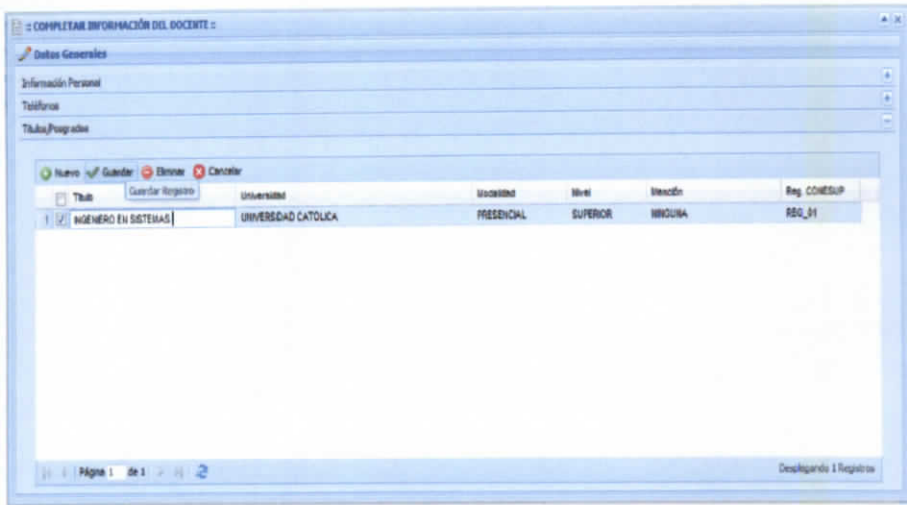 :: COMPLETAR INFORMACIÓN DEL DOCENTE ::
Datos Generales
Información Personal
Teléfonos
Títulos/Posgrados
Nuevo Guardar Eliminar Cancelar
Guardar Registro
Título Universidad Modalidad Nivel Mención Reg. CONESUP
1 INGENIERO EN SISTEMAS UNIVERSIDAD CATOLICA PRESENCIAL SUPERIOR NINGUNA REG_01
Página 1 de 1
Desplegando 1 Registros